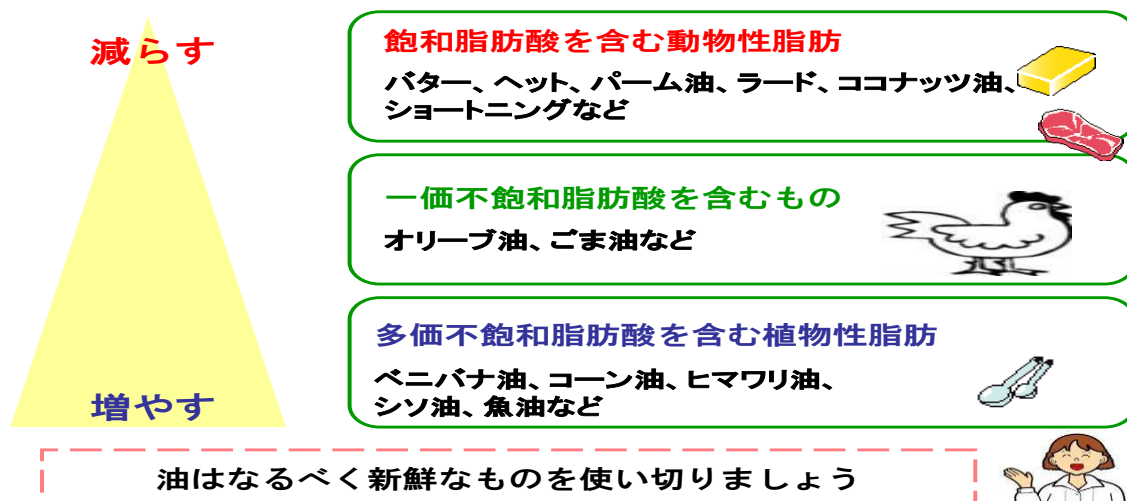 減らす
飽和脂肪酸を含む動物性脂肪
バター、ヘット、パーム油、ラード、ココナッツ油、
ショートニングなど
一価不飽和脂肪酸を含むもの
オリーブ油、ごま油など
多価不飽和脂肪酸を含む植物性脂肪
ベニバナ油、コーン油、ヒマワリ油、
シソ油、魚油など
増やす
油はなるべく新鮮なものを使い切りましょう